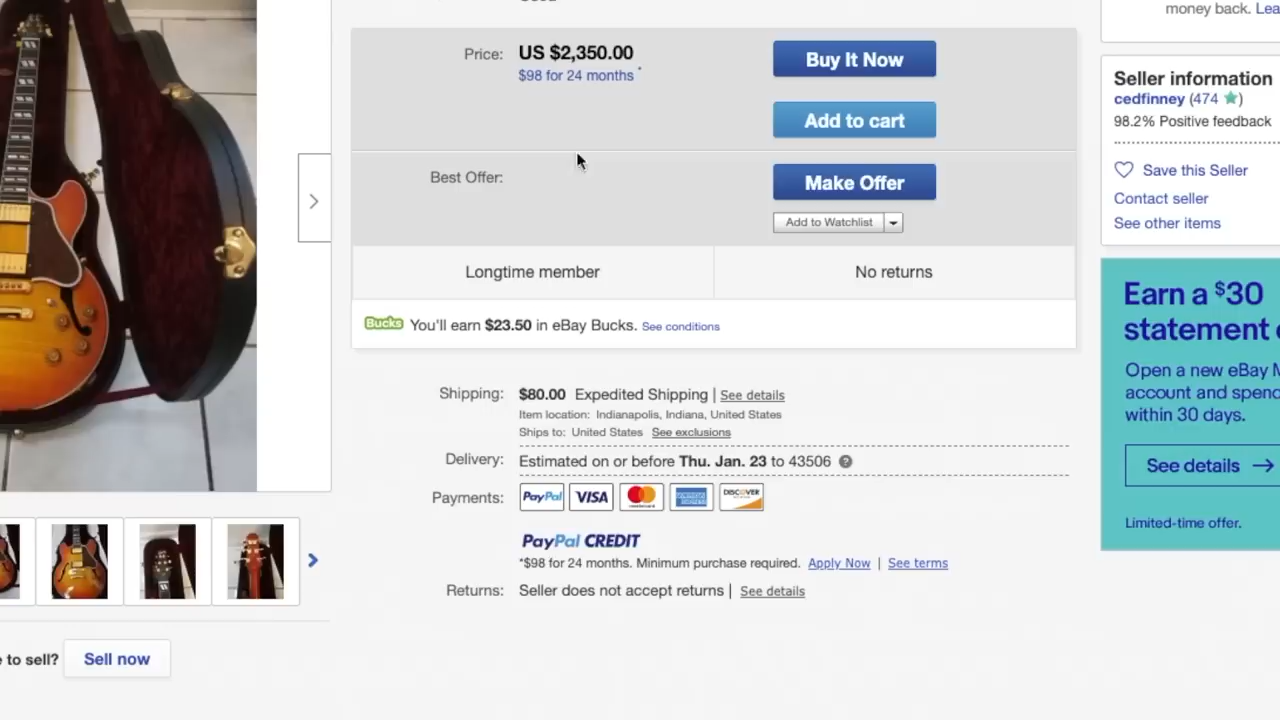 money back. Lea
Price: US $2,350.00 Buy It Now
$98 for 24 months *
Add to cart
Best Offer: Make Offer
Add to Watchlist
Longtime member No returns
Bucks You'll earn $23.50 in eBay Bucks. See conditions
Shipping: $80.00 Expedited Shipping | See details
Item location: Indianapolis, Indiana, United States
Ships to: United States See exclusions
Delivery: Estimated on or before Thu. Jan. 23 to 43506 ?
Payments: PayPal VISA mastercard AMERICAN EXPRESS DISCOVER
PayPal CREDIT
*$98 for 24 months. Minimum purchase required. Apply Now | See terms
Returns: Seller does not accept returns | See details
Seller information
cedfinney (474 )
98.2% Positive feedback
Save this Seller
Contact seller
See other items
Earn a $30
statement
Open a new eBay M
account and spend
within 30 days.
See details
Limited-time offer.
e to sell? Sell now